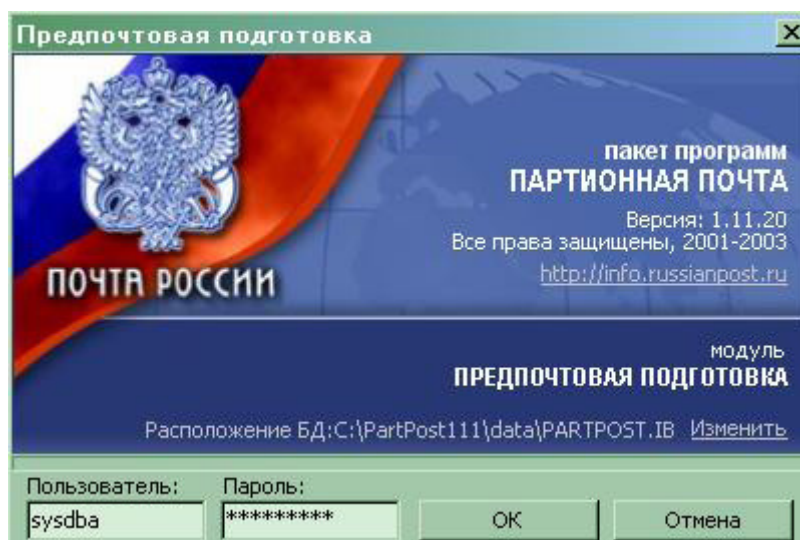 Предпочтовая подготовка
пакет программ
ПАРТИОННАЯ ПОЧТА
Версия: 1.11.20
Все права защищены, 2001-2003
http://info.russianpost.ru
ПОЧТА РОССИИ
модуль
ПРЕДПОЧТОВАЯ ПОДГОТОВКА
Расположение БД:C:\PartPost111\data\PARTPOST.IB Изменить
Пользователь: Пароль:
sysdba ********* OK Отмена